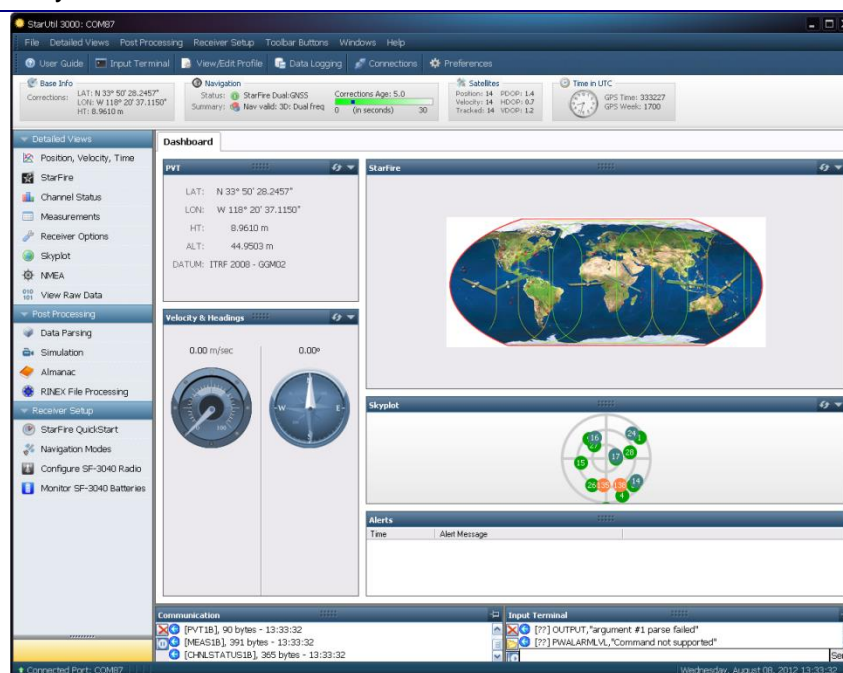 StarUtil 3000: COM87
File Detailed Views Post Processing Receiver Setup Toolbar Buttons Windows Help
User Guide Input Terminal View/Edit Profile Data Logging Connections Preferences
Base Info
Corrections: LAT: N 33° 50' 28.2457"
LON: W 118° 20' 37.1150"
HT: 8.9610 m
Navigation
Status: StarFire Dual:GNSS
Summary: Nav valid: 3D: Dual freq
Corrections Age: 5.0
0 (in seconds) 30
Satellites
Position: 14 PDOP: 1.4
Velocity: 14 HDOP: 0.7
Tracked: 14 VDOP: 1.2
Time in UTC
GPS Time: 333227
GPS Week: 1700
Detailed Views
Position, Velocity, Time
StarFire
Channel Status
Measurements
Receiver Options
Skyplot
NMEA
View Raw Data
Post Processing
Data Parsing
Simulation
Almanac
RINEX File Processing
Receiver Setup
StarFire QuickStart
Navigation Modes
Configure SF-3040 Radio
Monitor SF-3040 Batteries
Dashboard
PVT
LAT: N 33° 50' 28.2457"
LON: W 118° 20' 37.1150"
HT: 8.9610 m
ALT: 44.9503 m
DATUM: ITRF 2008 - GGM02
Velocity & Headings
0.00 m/sec 0.00º
W E
StarFire
Skyplot
16 24 1
27 28
17
15
26 135 138 14
4
Alerts
Time Alert Message
Communication
[PVT1B], 90 bytes - 13:33:32
[MEAS1B], 391 bytes - 13:33:32
[CHNLSTATUS1B], 365 bytes - 13:33:32
Input Terminal
[??] OUTPUT,"argument #1 parse failed"
[??] PWALARMLVL,"Command not supported"
Connected Port: COM87
Wednesday, August 08, 2012 13:33:32